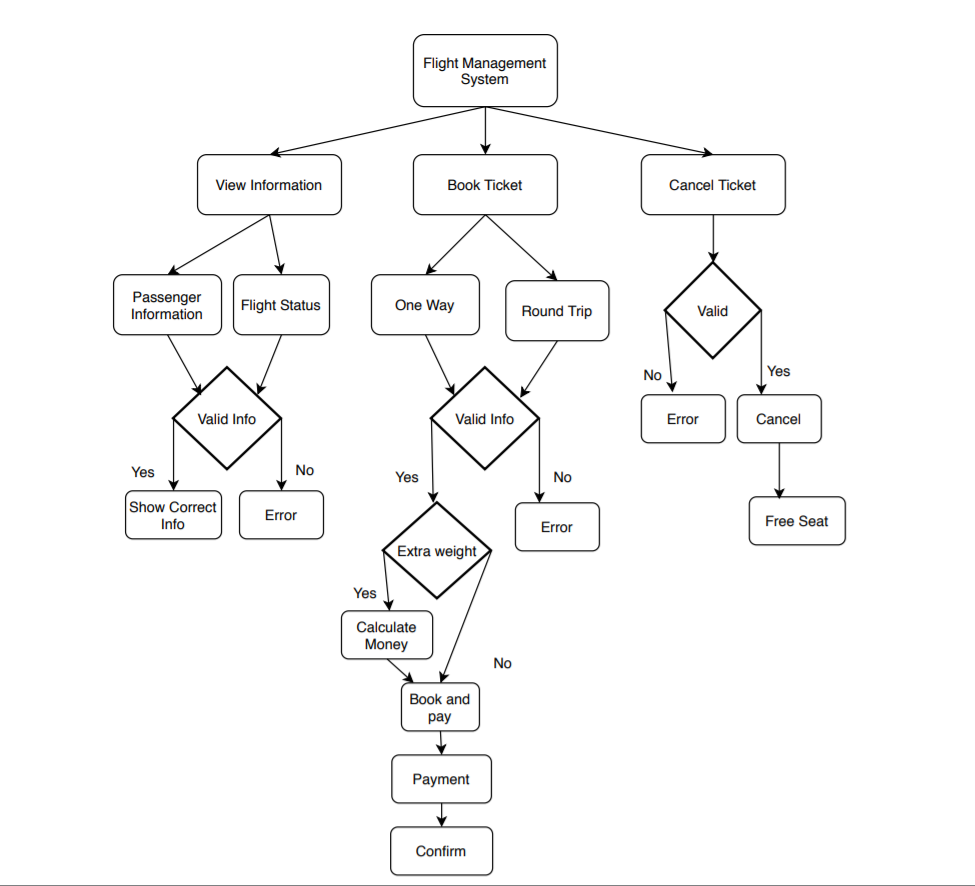 Flight Management
System
View Information
Book Ticket
Cancel Ticket
Passenger
Information
Flight Status
One Way
Round Trip
Valid
Valid Info
Valid Info
No
Yes
Error
Cancel
Yes
No
Yes
No
Show Correct
Info
Error
Error
Free Seat
Extra weight
Yes
Calculate
Money
No
Book and
pay
Payment
Confirm